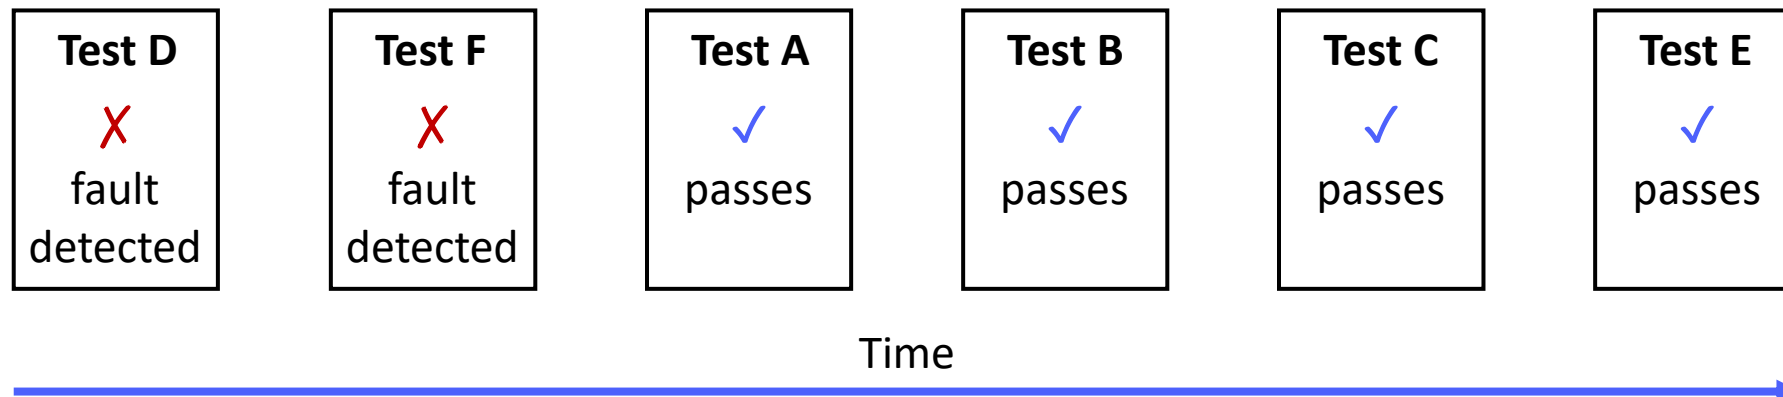 Test D
✗
fault
detected
Test F
✗
fault
detected
Test A
✓
passes
Test B
✓
passes
Test C
✓
passes
Test E
✓
passes
Time